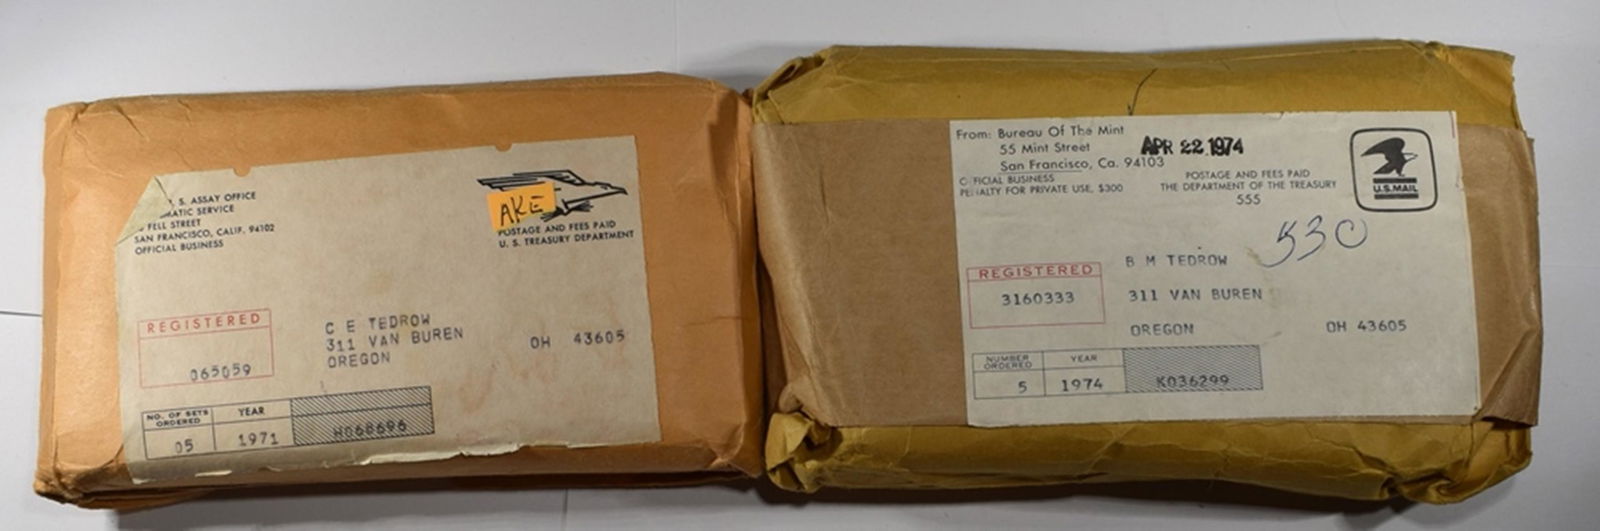 S. ASSAY OFFICE
MATIC SERVICE
FELL STREET
SAN FRANCISCO, CALIF. 94102
OFFICIAL BUSINESS
AKE
POSTAGE AND FEES PAID
U. S. TREASURY DEPARTMENT
REGISTERED
065059
C E TEDROW
311 VAN BUREN
OREGON OH 43605
NO. OF SETS ORDERED YEAR
05 1971 H068696
From: Bureau Of The Mint
55 Mint Street
San Francisco, Ca. 94103
APR 22 1974
OFFICIAL BUSINESS
PENALTY FOR PRIVATE USE, $300
POSTAGE AND FEES PAID
THE DEPARTMENT OF THE TREASURY
555
U.S. MAIL
530
REGISTERED
3160333
B M TEDROW
311 VAN BUREN
OREGON OH 43605
NUMBER ORDERED YEAR
5 1974 K036299